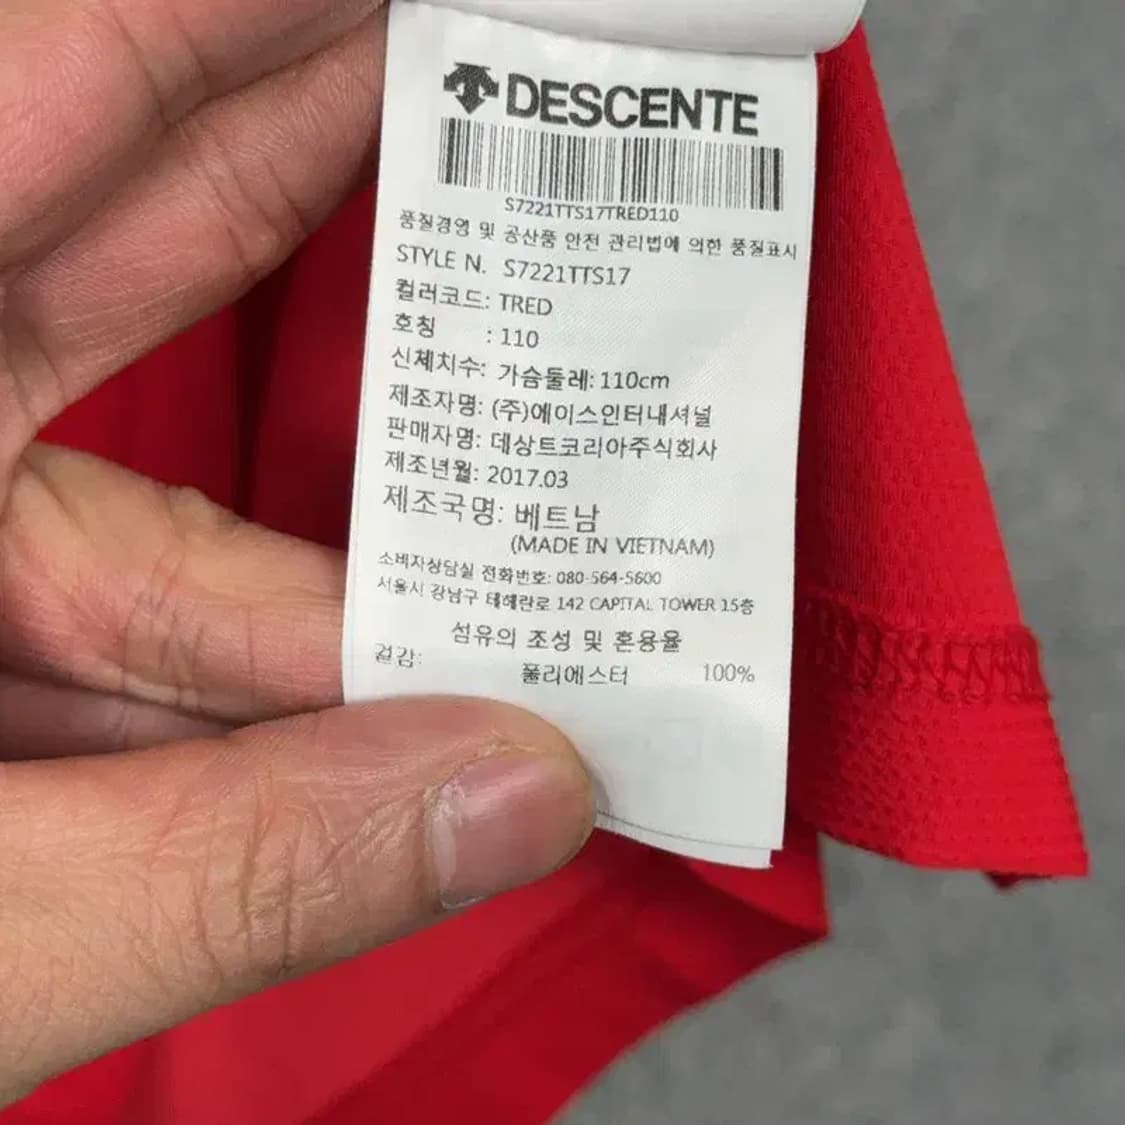 DESCENTE
S7221TTS17TRED110
품질경영 및 공산품 안전 관리법에 의한 품질표시
STYLE N. S7221TTS17
컬러코드: TRED
호칭 : 110
신체치수: 가슴둘레: 110cm
제조자명: (주)에이스인터내셔널
판매자명: 데상트코리아주식회사
제조년월: 2017.03
제조국명: 베트남
(MADE IN VIETNAM)
소비자상담실 전화번호: 080-564-5600
서울시 강남구 테헤란로 142 CAPITAL TOWER 15층
섬유의 조성 및 혼용율
겉감: 폴리에스터 100%